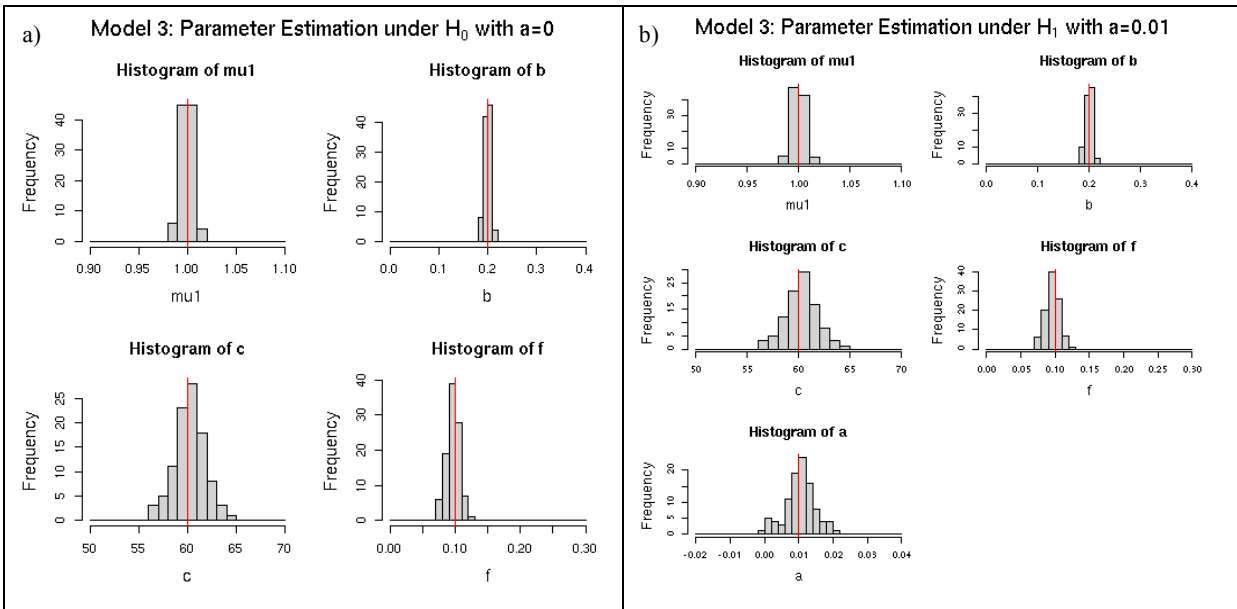 a) Model 3: Parameter Estimation under H0 with a=0
Histogram of mu1
Frequency
0 10 20 30 40
0.90 0.95 1.00 1.05 1.10
mu1
Histogram of b
0 10 20 30 40
0.0 0.1 0.2 0.3 0.4
b
Histogram of c
Frequency
0 5 10 15 20 25
50 55 60 65 70
c
Histogram of f
Frequency
0 10 20 30 40
0.00 0.10 0.20 0.30
f
b) Model 3: Parameter Estimation under H1 with a=0.01
Histogram of mu1
Frequency
0 10 30
0.90 0.95 1.00 1.05 1.10
mu1
Histogram of b
Frequency
0 10 30
0.0 0.1 0.2 0.3 0.4
b
Histogram of c
Frequency
0 5 15 25
50 55 60 65 70
c
Histogram of f
Frequency
0 10 20 30 40
0.00 0.05 0.10 0.15 0.20 0.25 0.30
f
Histogram of a
Frequency
0 5 10 20
-0.02 -0.01 0.00 0.01 0.02 0.03 0.04
a